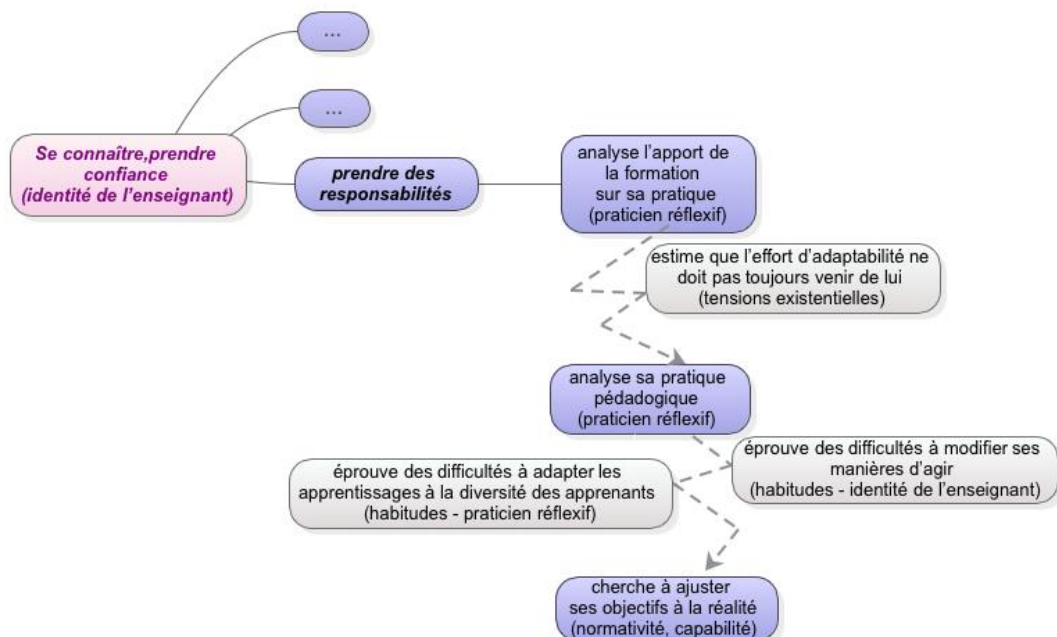 ...
...
Se connaître,prendre
confiance
(identité de l'enseignant)
prendre des
responsabilités
analyse l'apport de
la formation
sur sa pratique
(praticien réflexif)
estime que l'effort d'adaptabilité ne
doit pas toujours venir de lui
(tensions existentielles)
analyse sa pratique
pédadogique
(praticien réflexif)
éprouve des difficultés à modifier ses
manières d'agir
(habitudes - identité de l'enseignant)
éprouve des difficultés à adapter les
apprentissages à la diversité des apprenants
(habitudes - praticien réflexif)
cherche à ajuster
ses objectifs à la réalité
(normativité, capabilité)